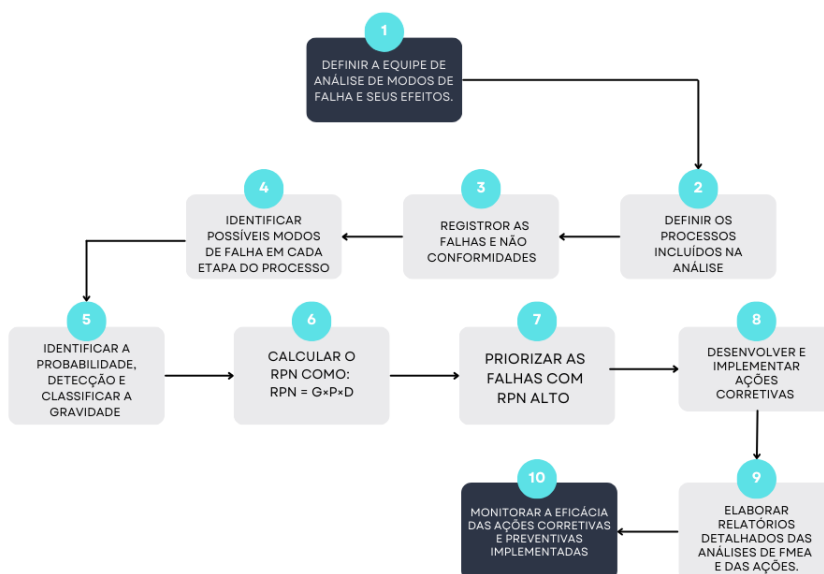 1
DEFINIR A EQUIPE DE
ANÁLISE DE MODOS DE
FALHA E SEUS EFEITOS.
2
DEFINIR OS
PROCESSOS
INCLUÍDOS NA
ANÁLISE
3
REGISTROR AS
FALHAS E NÃO
CONFORMIDADES
4
IDENTIFICAR
POSSÍVEIS MODOS
DE FALHA EM CADA
ETAPA DO PROCESSO
5
IDENTIFICAR A
PROBABILIDADE,
DETECÇÃO E
CLASSIFICAR A
GRAVIDADE
6
CALCULAR O
RPN COMO:
RPN = G×P×D
7
PRIORIZAR AS
FALHAS COM
RPN ALTO
8
DESENVOLVER E
IMPLEMENTAR
AÇÕES
CORRETIVAS
9
ELABORAR
RELATÓRIOS
DETALHADOS DAS
ANÁLISES DE FMEA
E DAS AÇÕES.
10
MONITORAR A EFICÁCIA
DAS AÇÕES CORRETIVAS
E PREVENTIVAS
IMPLEMENTADAS